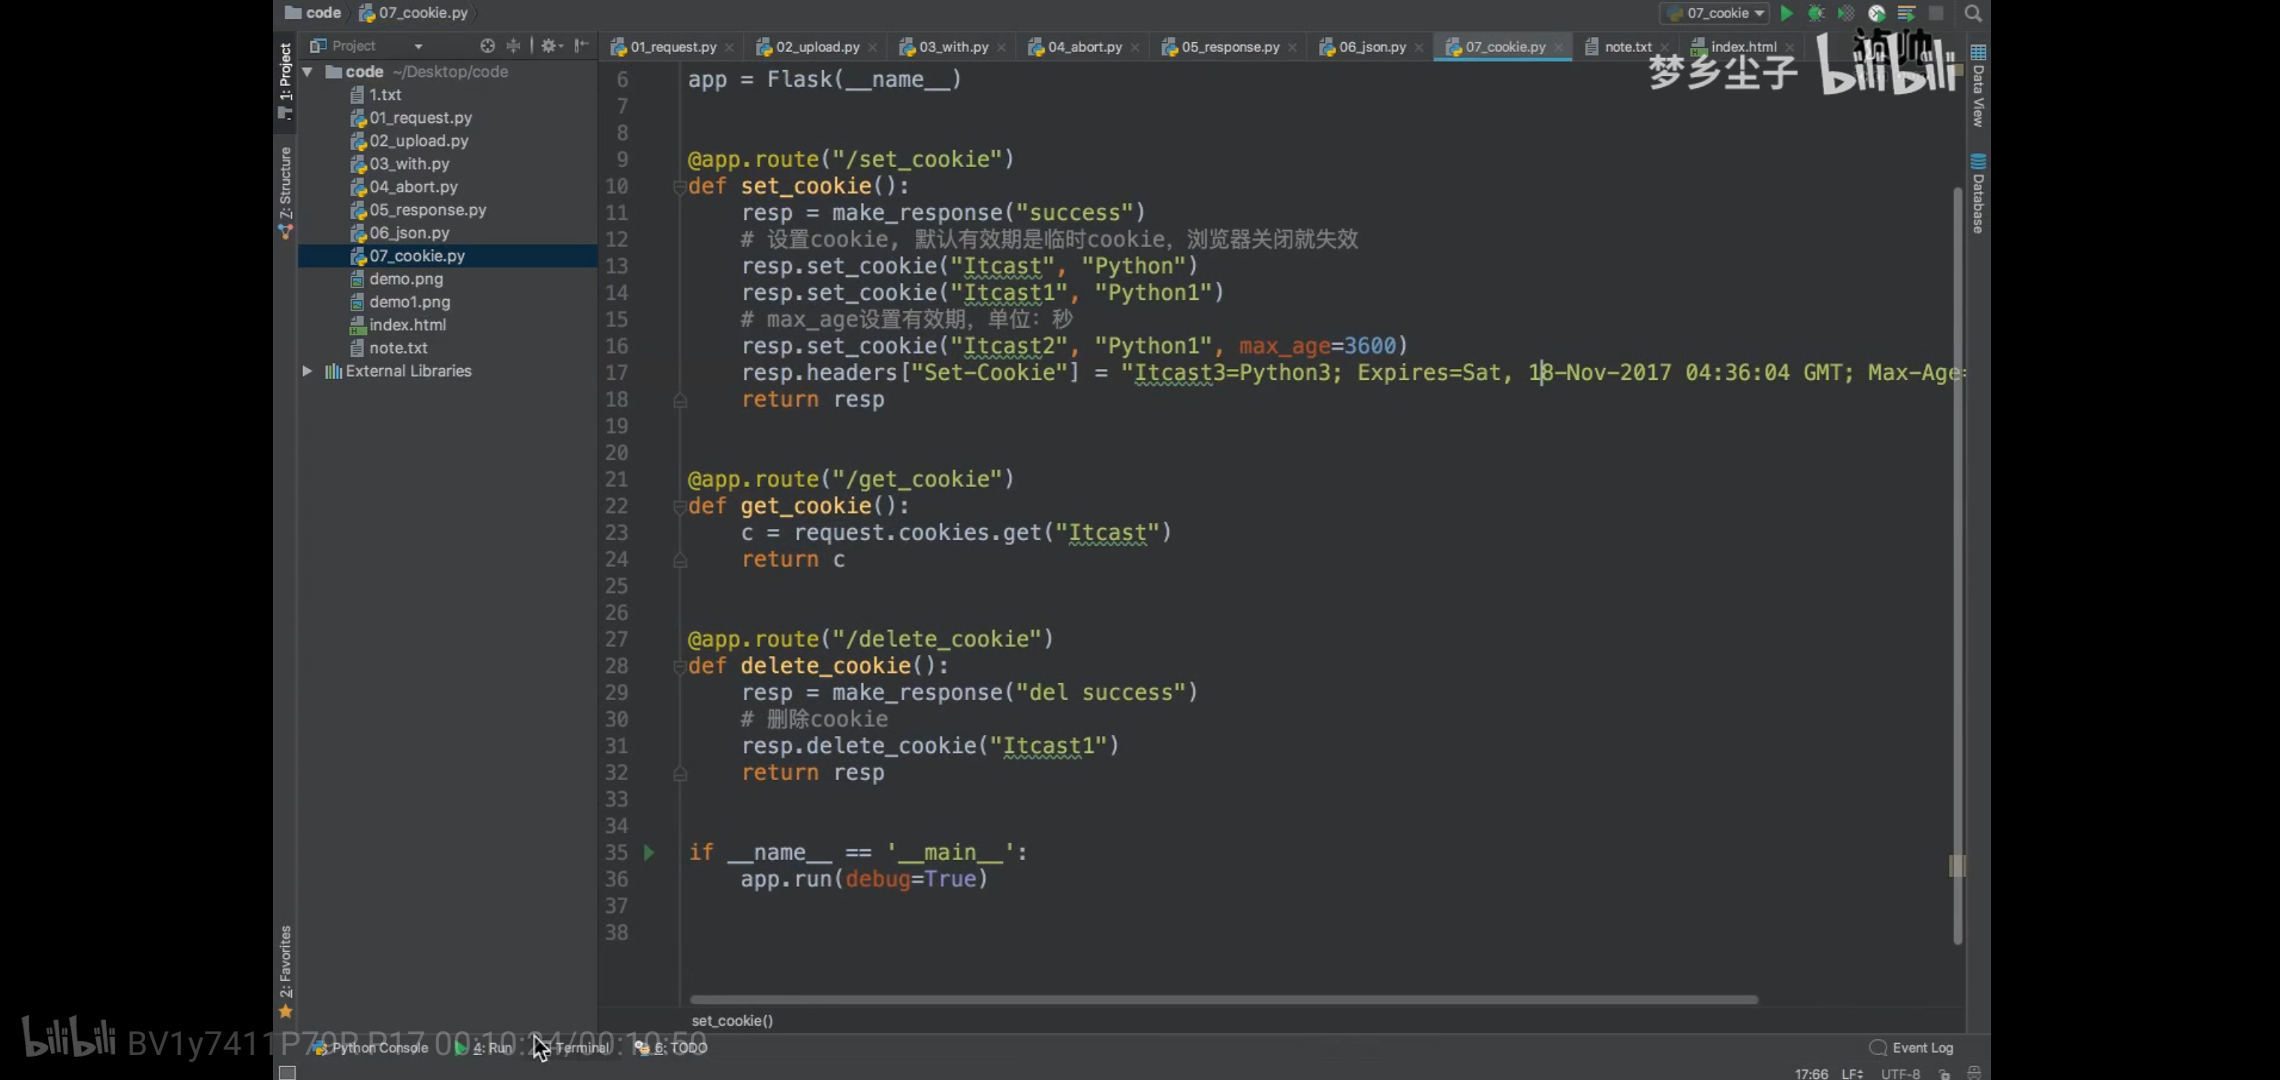 code 07_cookie.py
07_cookie
Project
01_request.py 02_upload.py 03_with.py 04_abort.py 05_response.py 06_json.py 07_cookie.py note.txt index.html
梦乡尘子 bilibili
1: Project
Z: Structure
2: Favorites
Data View
Database
code ~/Desktop/code
1.txt
01_request.py
02_upload.py
03_with.py
04_abort.py
05_response.py
06_json.py
07_cookie.py
demo.png
demo1.png
index.html
note.txt
External Libraries
6 app = Flask(__name__)
7
8
9 @app.route("/set_cookie")
10 def set_cookie():
11 resp = make_response("success")
12 # 设置cookie, 默认有效期是临时cookie，浏览器关闭就失效
13 resp.set_cookie("Itcast", "Python")
14 resp.set_cookie("Itcast1", "Python1")
15 # max_age设置有效期，单位：秒
16 resp.set_cookie("Itcast2", "Python1", max_age=3600)
17 resp.headers["Set-Cookie"] = "Itcast3=Python3; Expires=Sat, 18-Nov-2017 04:36:04 GMT; Max-Age=
18 return resp
19
20
21 @app.route("/get_cookie")
22 def get_cookie():
23 c = request.cookies.get("Itcast")
24 return c
25
26
27 @app.route("/delete_cookie")
28 def delete_cookie():
29 resp = make_response("del success")
30 # 删除cookie
31 resp.delete_cookie("Itcast1")
32 return resp
33
34
35 if __name__ == '__main__':
36 app.run(debug=True)
37
38
set_cookie()
bilibili BV1y7411P79R P17 00:10:24/00:10:50
Python Console 4: Run Terminal 6: TODO
Event Log
17:66 LF UTF-8